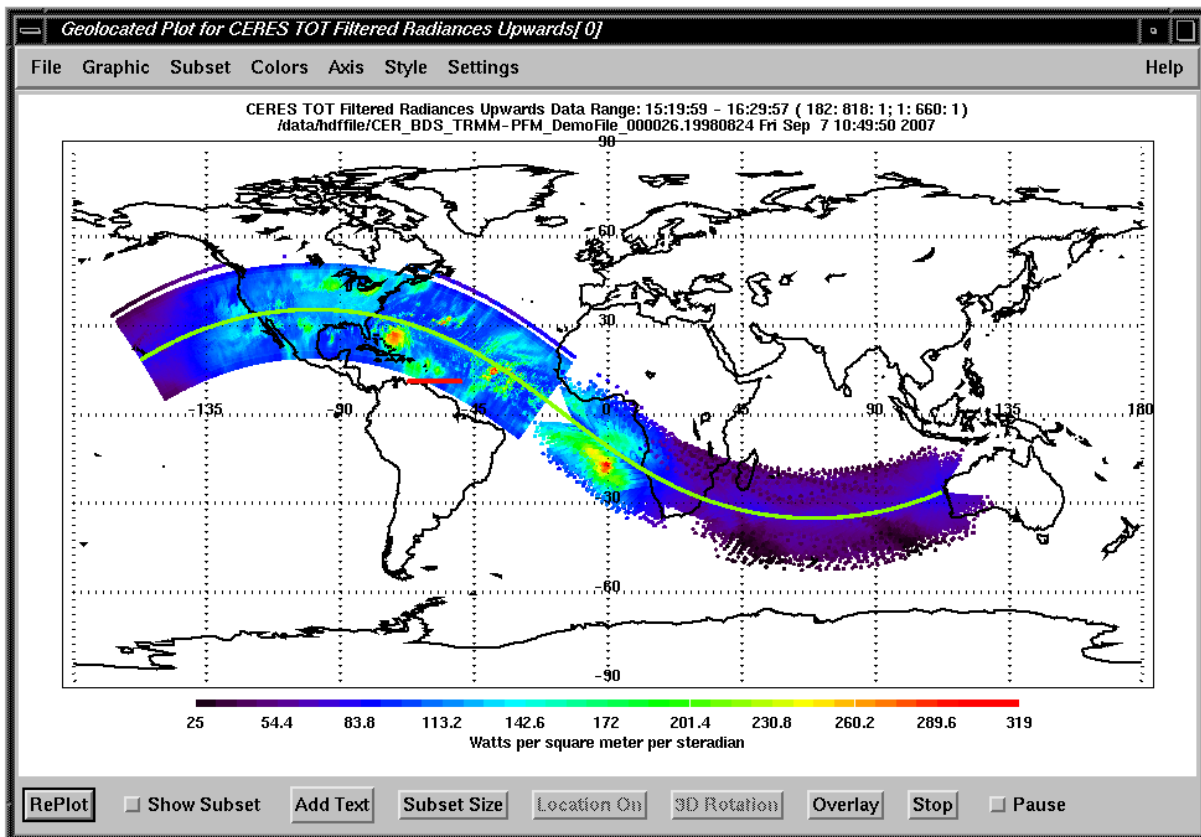 Geolocated Plot for CERES TOT Filtered Radiances Upwards[ 0]
File Graphic Subset Colors Axis Style Settings Help
CERES TOT Filtered Radiances Upwards Data Range: 15:19:59 - 16:29:57 ( 182: 818: 1; 1: 660: 1)
/data/hdffile/CER_BDS_TRMM-PFM_DemoFile_000026.19980824 Fri Sep 7 10:49:50 2007
90
60
30
-135 -90 -45 0 45 90 135 180
-30
-60
-90
25 54.4 83.8 113.2 142.6 172 201.4 230.8 260.2 289.6 319
Watts per square meter per steradian
RePlot Show Subset Add Text Subset Size Location On 3D Rotation Overlay Stop Pause